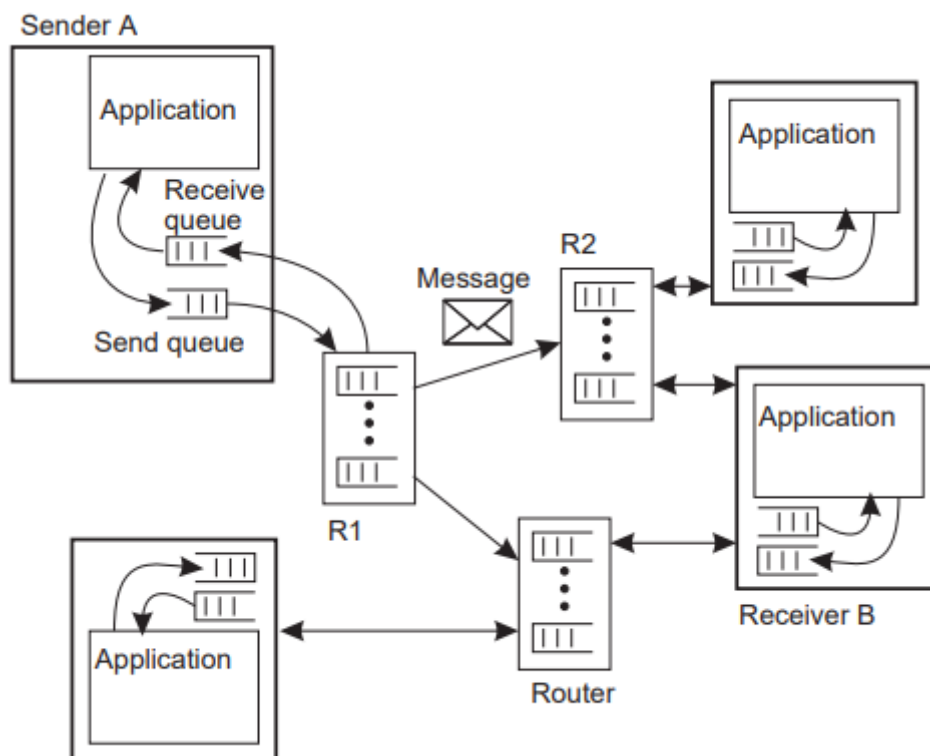 Sender A
Application
Receive
queue
Send queue
Message
R1
R2
Application
Application
Receiver B
Router
Application